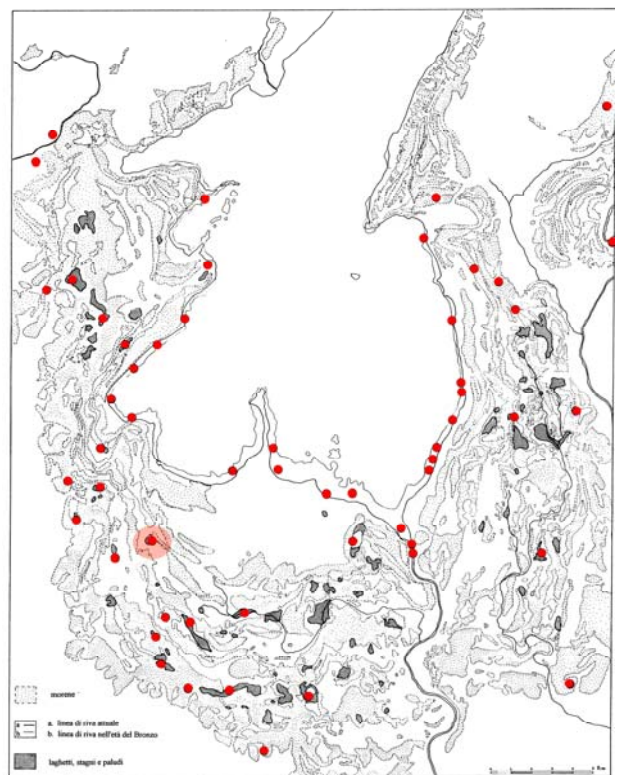 morene
a. linea di riva attuale
b. linea di riva nell'età del Bronzo
laghetti, stagni e paludi